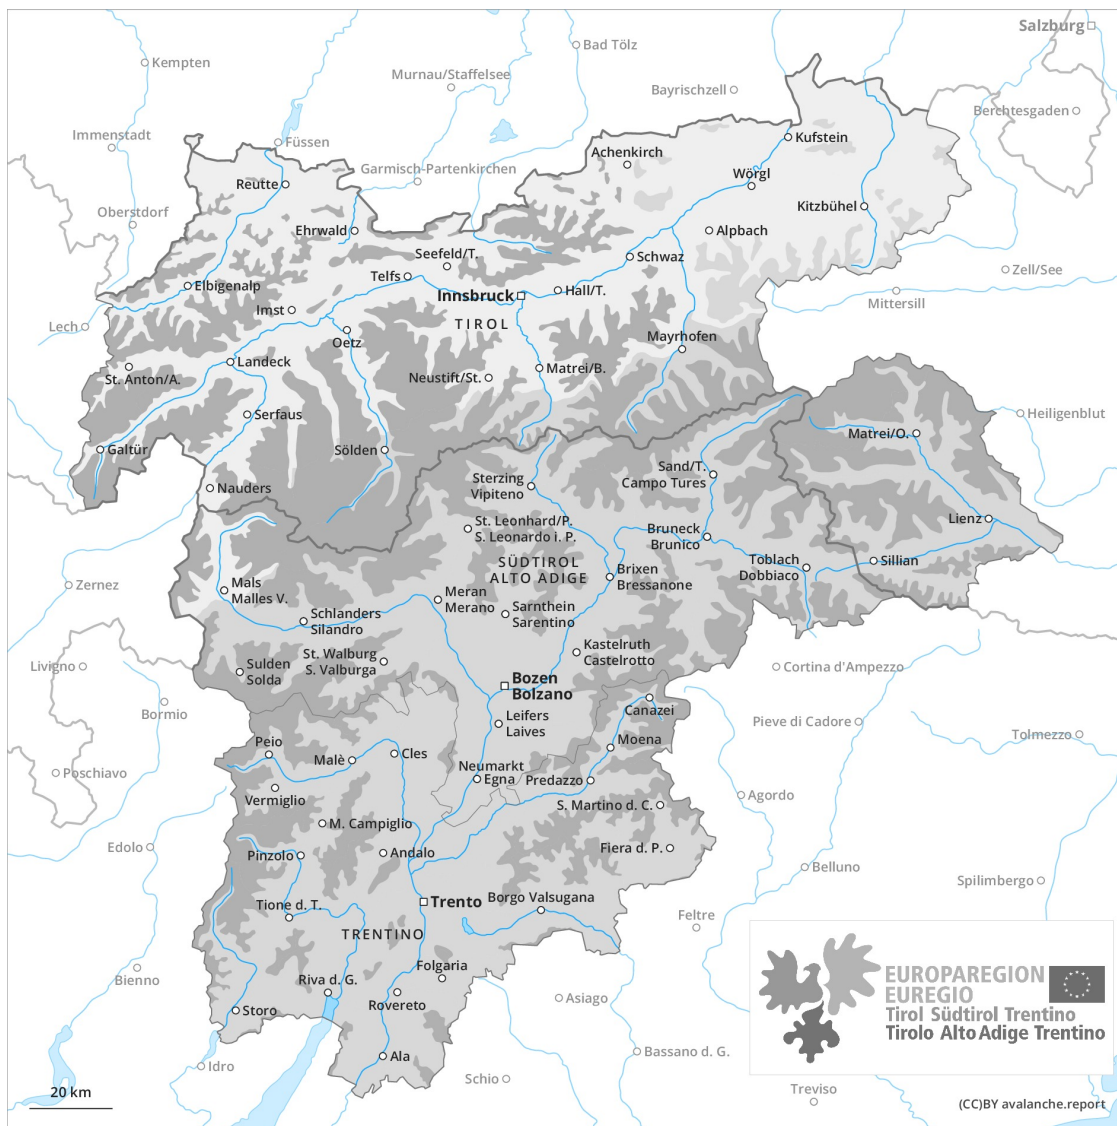 Salzburg
Bad Tölz
Kempten
Murnau/Staffelsee
Bayrischzell
Berchtesgaden
Immenstadt
Füssen
Kufstein
Achenkirch
Garmisch-Partenkirchen
Wörgl
Reutte
Oberstdorf
Kitzbühel
Ehrwald
Alpbach
Seefeld/T.
Schwaz
Zell/See
Telfs
Elbigenalp
Innsbruck
Hall/T.
Mittersill
Imst
TIROL
Lech
Oetz
Mayrhofen
Landeck
Matrei/B.
St. Anton/A.
Neustift/St.
Serfaus
Heiligenblut
Matrei/O.
Galtür
Sölden
Sand/T.
Campo Tures
Sterzing
Vipiteno
Nauders
Lienz
St. Leonhard/P.
S. Leonardo i. P.
Bruneck
Brunico
SÜDTIROL
ALTO ADIGE
Toblach
Dobbiaco
Sillian
Brixen
Bressanone
Zernez
Mals
Malles V.
Meran
Merano
Sarnthein
Sarentino
Schlanders
Silandro
Kastelruth
Castelrotto
St. Walburg
S. Valburga
Livigno
Sulden
Solda
Cortina d'Ampezzo
Bozen
Bolzano
Bormio
Canazei
Leifers
Laives
Pieve di Cadore
Tolmezzo
Moena
Peio
Cles
Malè
Poschiavo
Neumarkt
Egna
Predazzo
Vermiglio
Agordo
S. Martino d. C.
M. Campiglio
Edolo
Pinzolo
Andalo
Fiera d. P.
Belluno
Spilimbergo
Trento
Borgo Valsugana
Tione d. T.
Feltre
TRENTINO
Bienno
Folgaria
Riva d. G.
Rovereto
Asiago
Storo
EUROPAREGION
EUREGIO
Tirol Südtirol Trentino
Tirolo Alto Adige Trentino
Ala
Bassano d. G.
Idro
Schio
Treviso
20 km
(CC)BY avalanche.report